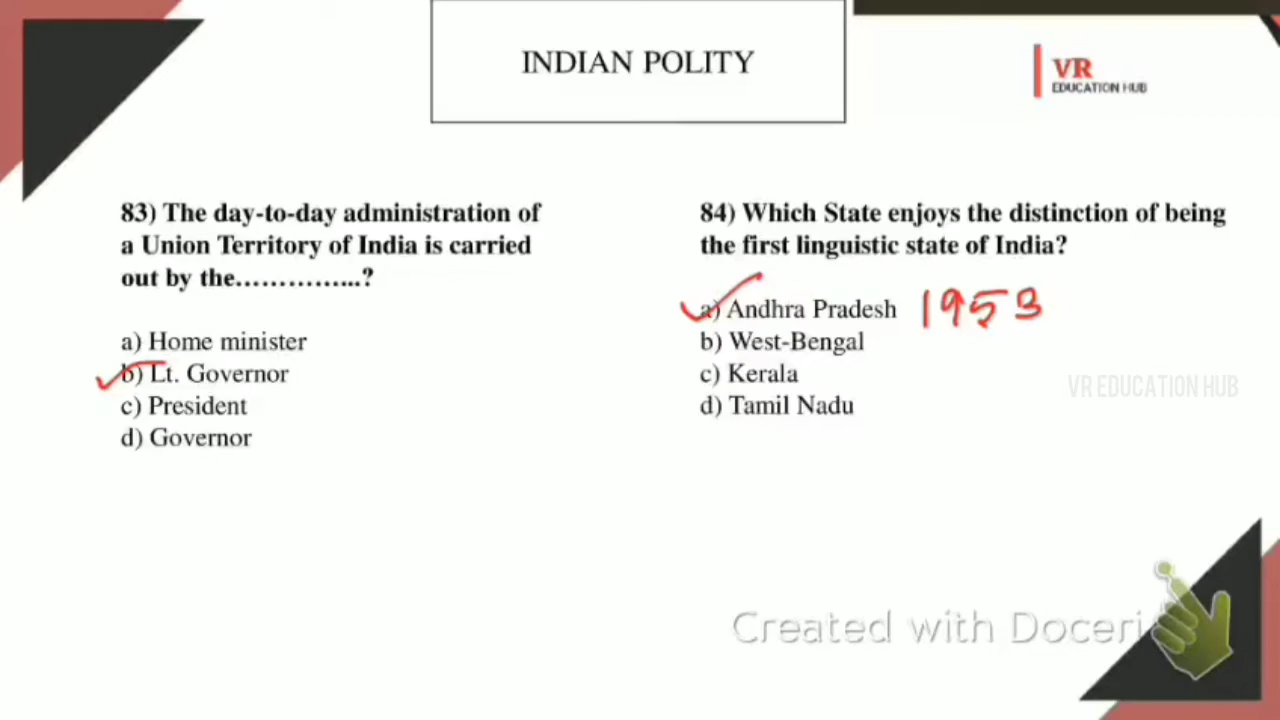 INDIAN POLITY
VR
EDUCATION HUB
83) The day-to-day administration of
a Union Territory of India is carried
out by the…………...?
a) Home minister
b) Lt. Governor
c) President
d) Governor
84) Which State enjoys the distinction of being
the first linguistic state of India?
a) Andhra Pradesh 1953
b) West-Bengal
c) Kerala
d) Tamil Nadu
VR EDUCATION HUB
Created with Doceri